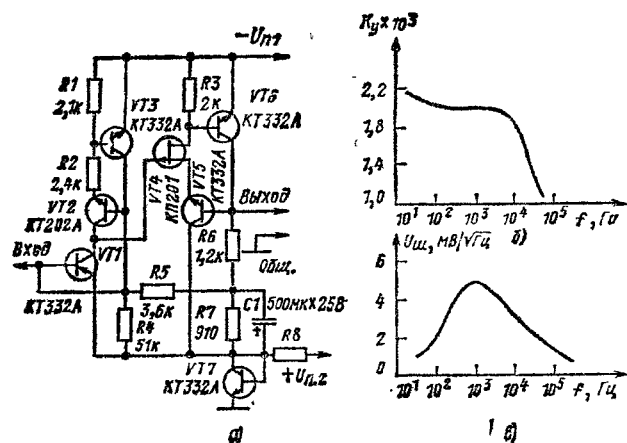 −Uп1
R1
2,1к
R3
2к
VT6
КТ332А
VT3
КТ332А
R2
2,4к
VT4
КП201
VT5
КТ332А
VT2
КТ202А
Выход
R6
1,2к
Общ.
Вход
VT1
КТ332А
R5
3,6к
C1
500мк×25В
R4
51к
R7
910
R8
+Uп.2
VT7
КТ332А
а)
Kу×10³
2,2
1,8
1,0
10¹ 10² 10³ 10⁴ 10⁵ f, Гц
б)
Uш, мВ/√Гц
6
4
2
0
10¹ 10² 10³ 10⁴ 10⁵ f, Гц
в)